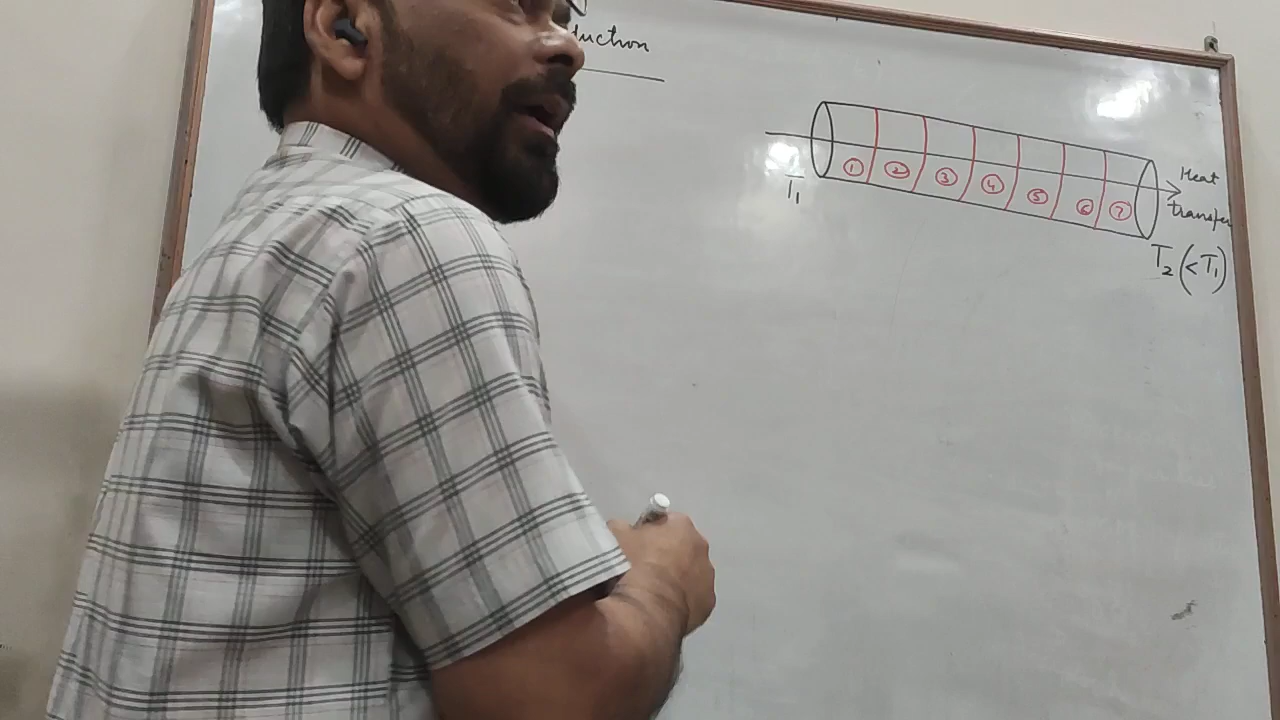 duction
① ② ③ ④ ⑤ ⑥ ⑦
T₁
Heat
transfer
T₂ (< T₁)